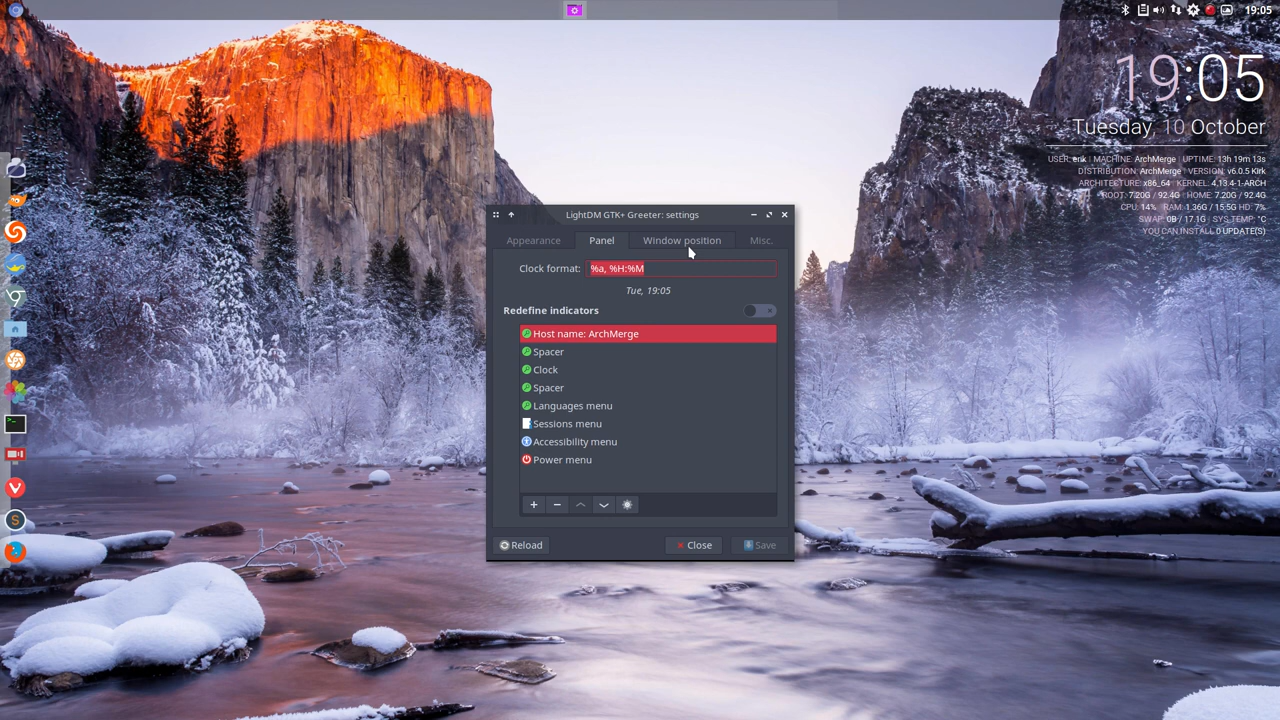 19:05
19:05
Tuesday, 10 October
USER: erik | MACHINE: ArchMerge | UPTIME: 13h 19m 13s
DISTRIBUTION: ArchMerge | VERSION: v6.0.5 Kirk
ARCHITECTURE: x86_64 | KERNEL: 4.13.4-1-ARCH
ROOT: 7.20G / 92.4G | HOME: 7.20G / 92.4G
CPU: 14% | RAM: 1.36G / 15.5G HD: 7%
SWAP: 0B / 17.1G | SYS TEMP: °C
YOU CAN INSTALL 0 UPDATE(S)
LightDM GTK+ Greeter: settings
Appearance Panel Window position Misc.
Clock format: %a, %H:%M
Tue, 19:05
Redefine indicators
Host name: ArchMerge
Spacer
Clock
Spacer
Languages menu
Sessions menu
Accessibility menu
Power menu
Reload Close Save